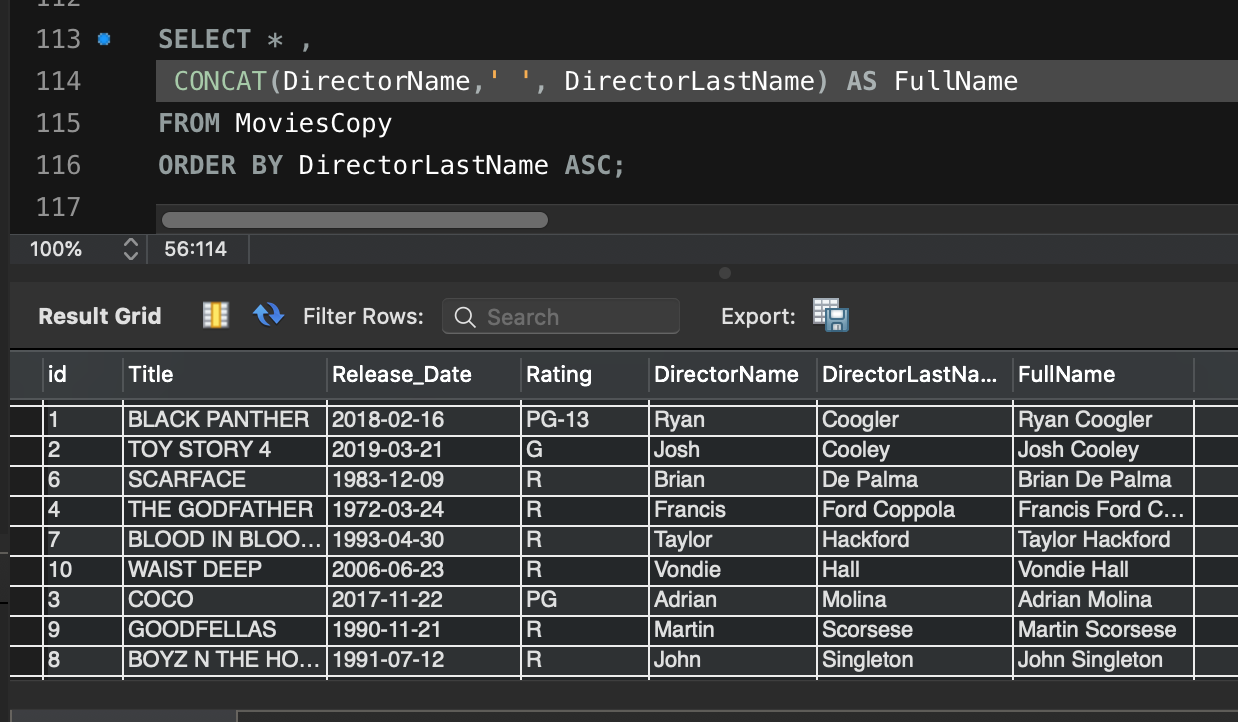 112
113 SELECT * ,
114 CONCAT(DirectorName,' ', DirectorLastName) AS FullName
115 FROM MoviesCopy
116 ORDER BY DirectorLastName ASC;
117
100% 56:114
Result Grid Filter Rows: Search Export:
id Title Release_Date Rating DirectorName DirectorLastNa... FullName
1 BLACK PANTHER 2018-02-16 PG-13 Ryan Coogler Ryan Coogler
2 TOY STORY 4 2019-03-21 G Josh Cooley Josh Cooley
6 SCARFACE 1983-12-09 R Brian De Palma Brian De Palma
4 THE GODFATHER 1972-03-24 R Francis Ford Coppola Francis Ford C...
7 BLOOD IN BLOO... 1993-04-30 R Taylor Hackford Taylor Hackford
10 WAIST DEEP 2006-06-23 R Vondie Hall Vondie Hall
3 COCO 2017-11-22 PG Adrian Molina Adrian Molina
9 GOODFELLAS 1990-11-21 R Martin Scorsese Martin Scorsese
8 BOYZ N THE HO... 1991-07-12 R John Singleton John Singleton